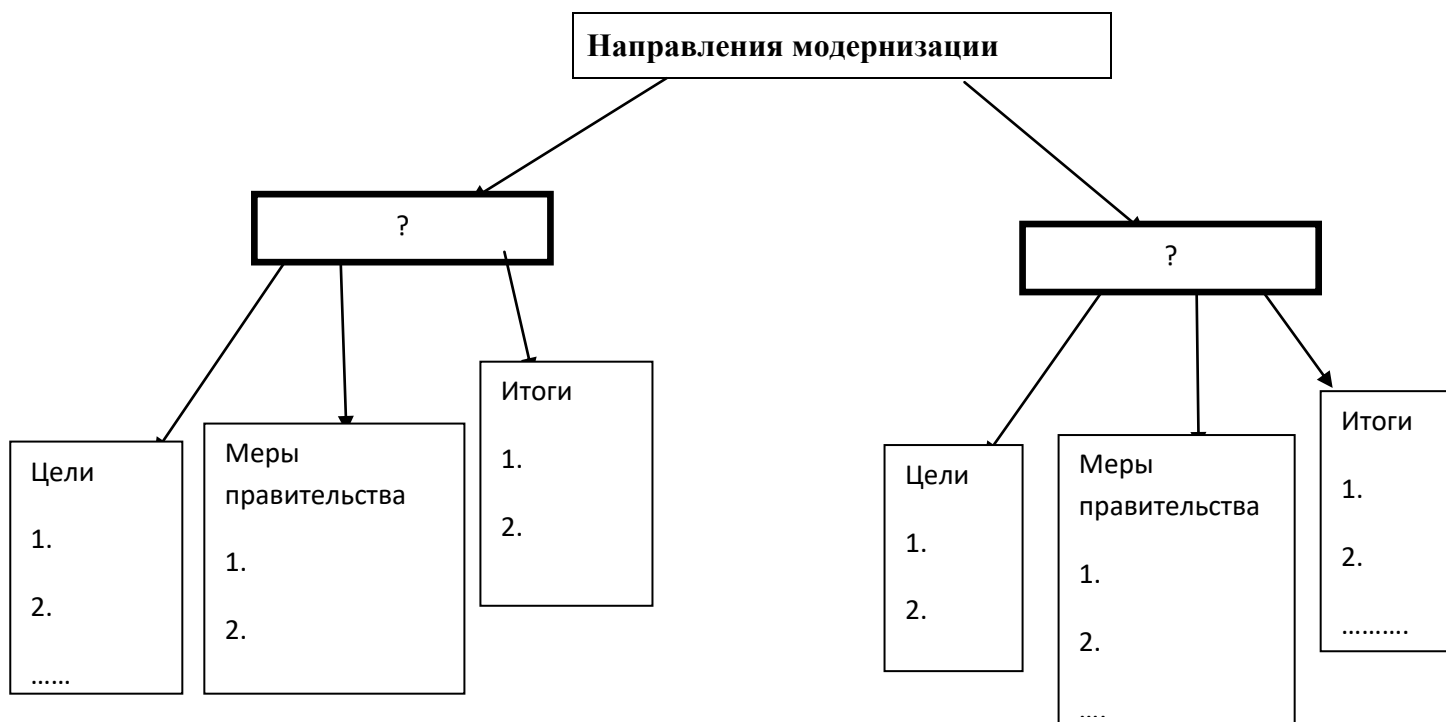 Направления модернизации
?
?
Цели
1.
2.
......
Меры
правительства
1.
2.
Итоги
1.
2.
Цели
1.
2.
Меры
правительства
1.
2.
....
Итоги
1.
2.
..........